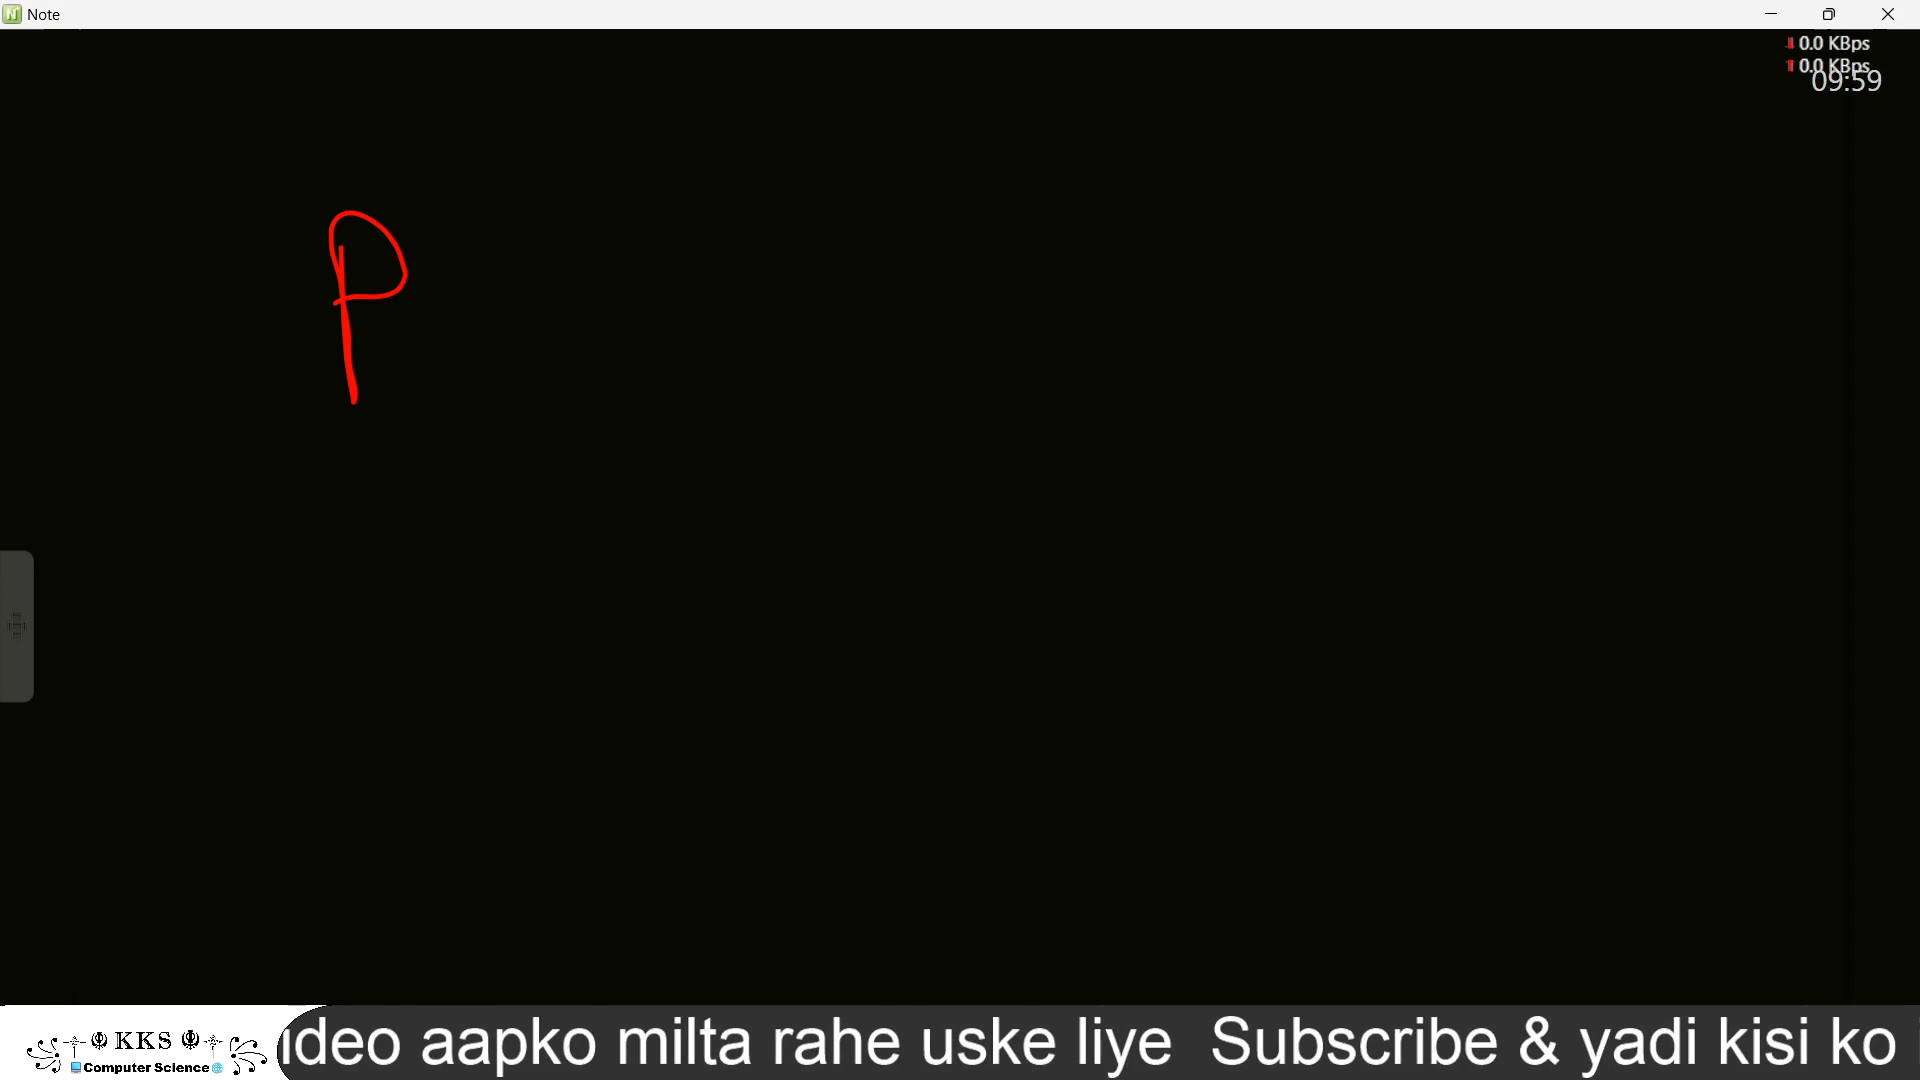 Note
0.0 KBps
0.0 KBps
09:59
P
KKS
Computer Science
ideo aapko milta rahe uske liye Subscribe & yadi kisi ko